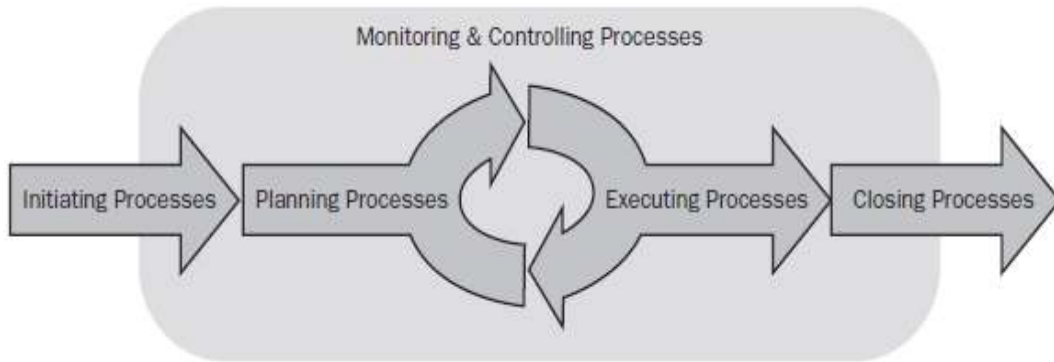 Monitoring & Controlling Processes
Initiating Processes
Planning Processes
Executing Processes
Closing Processes